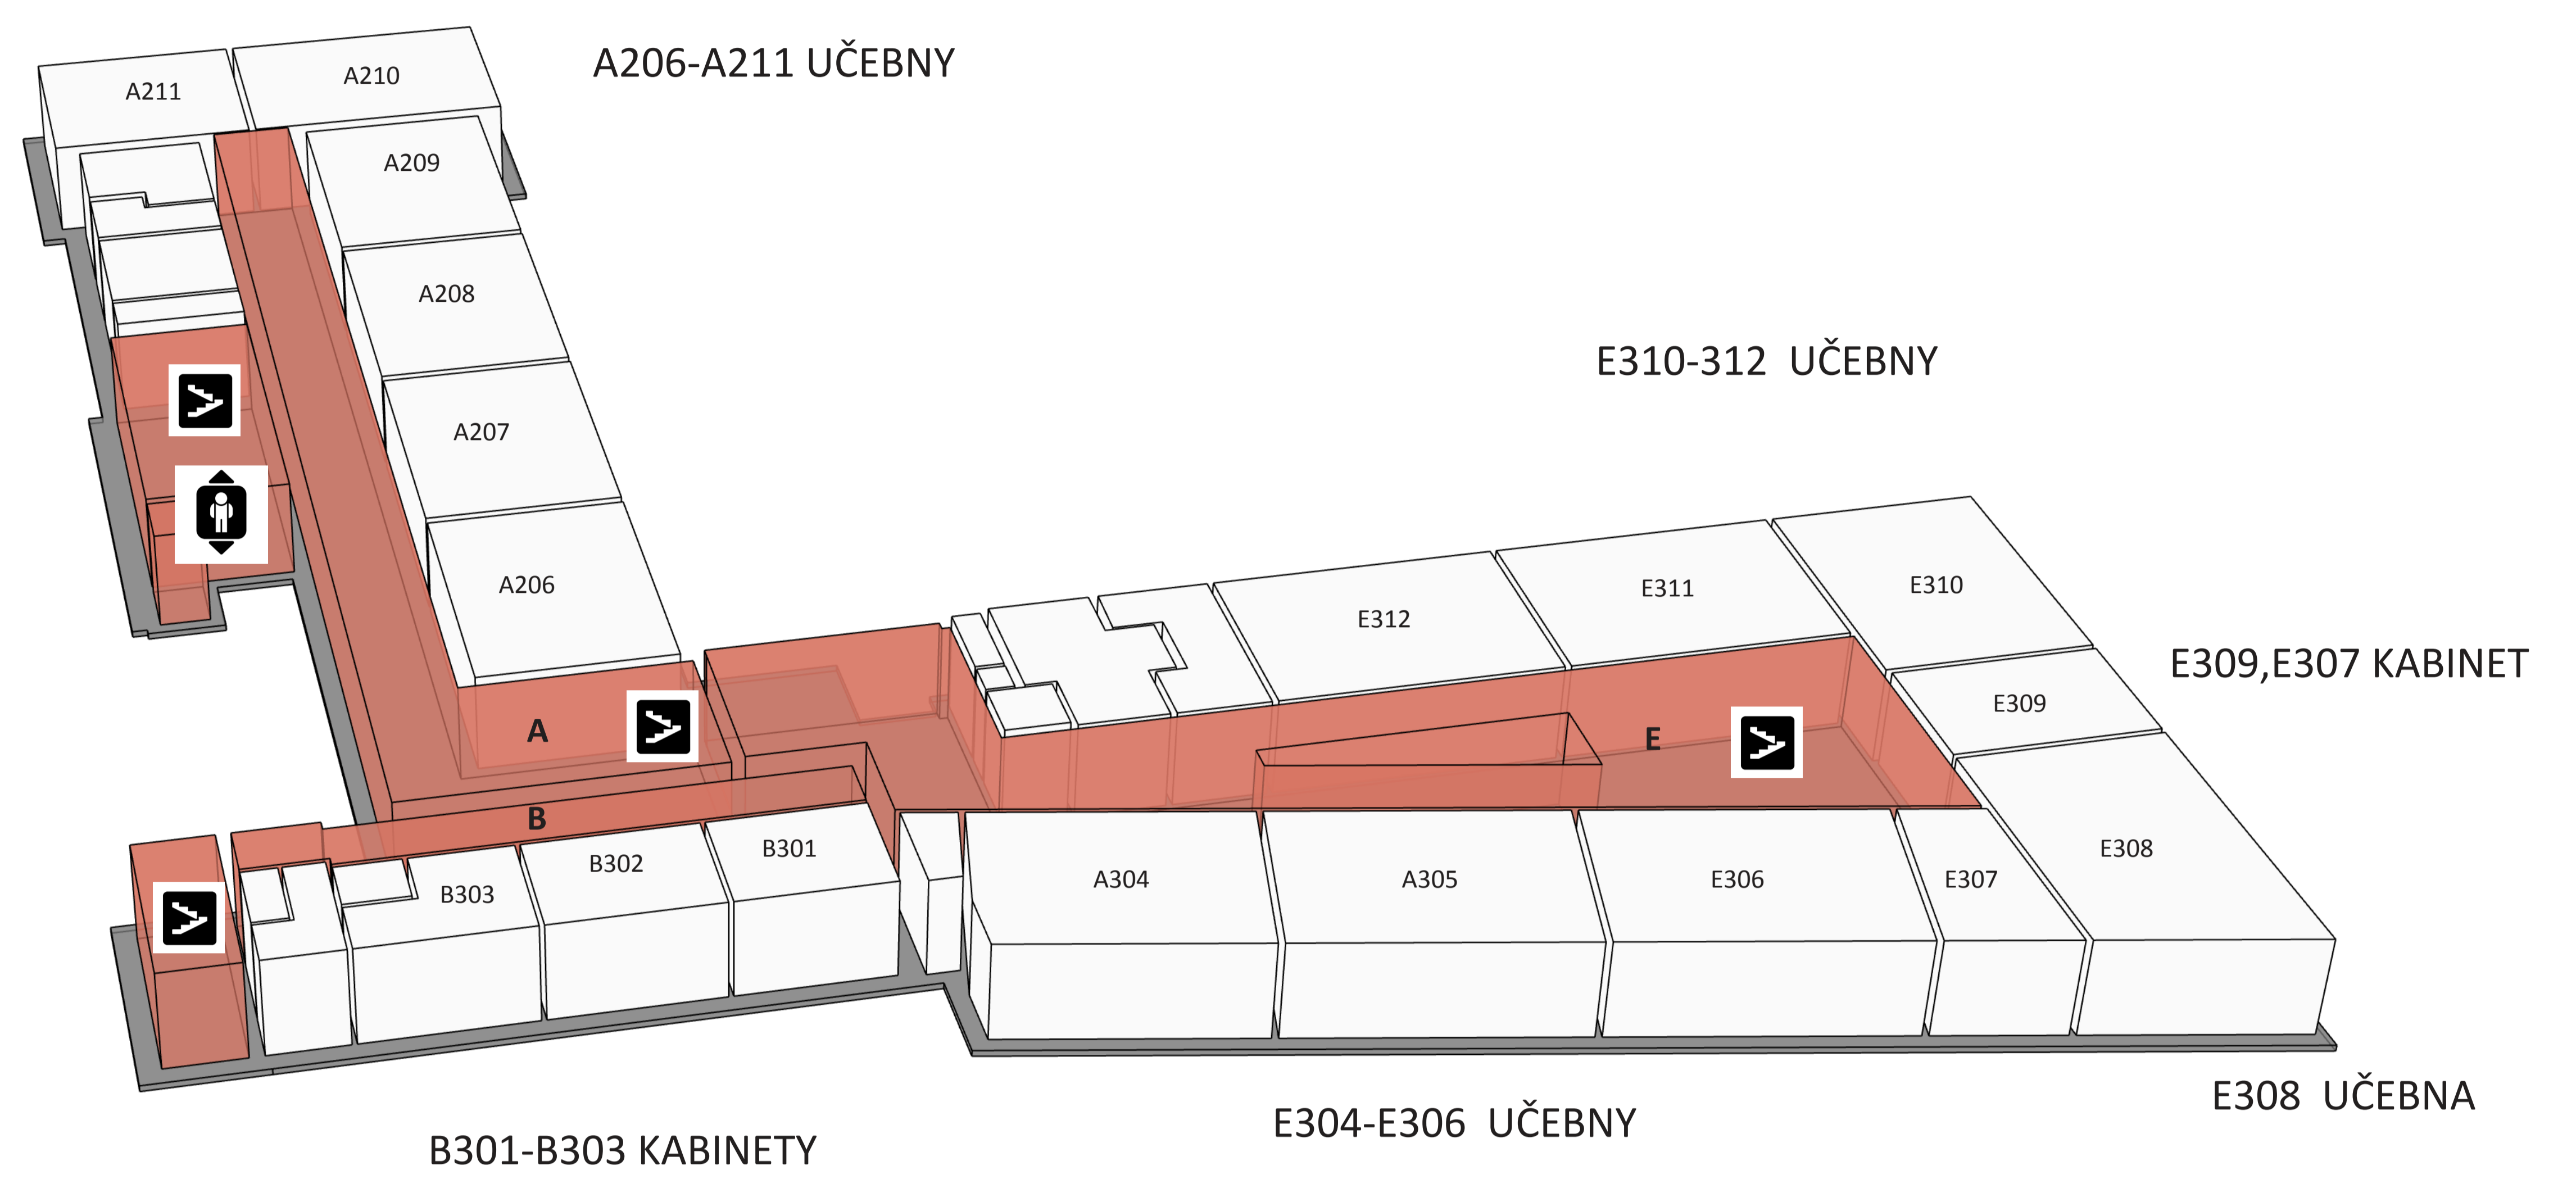 A206-A211 UČEBNY
A211
A210
A209
A208
A207
A206
E310-312 UČEBNY
E312
E311
E310
E309
E309,E307 KABINET
A
E
B
B303
B302
B301
A304
A305
E306
E307
E308
E308 UČEBNA
E304-E306 UČEBNY
B301-B303 KABINETY